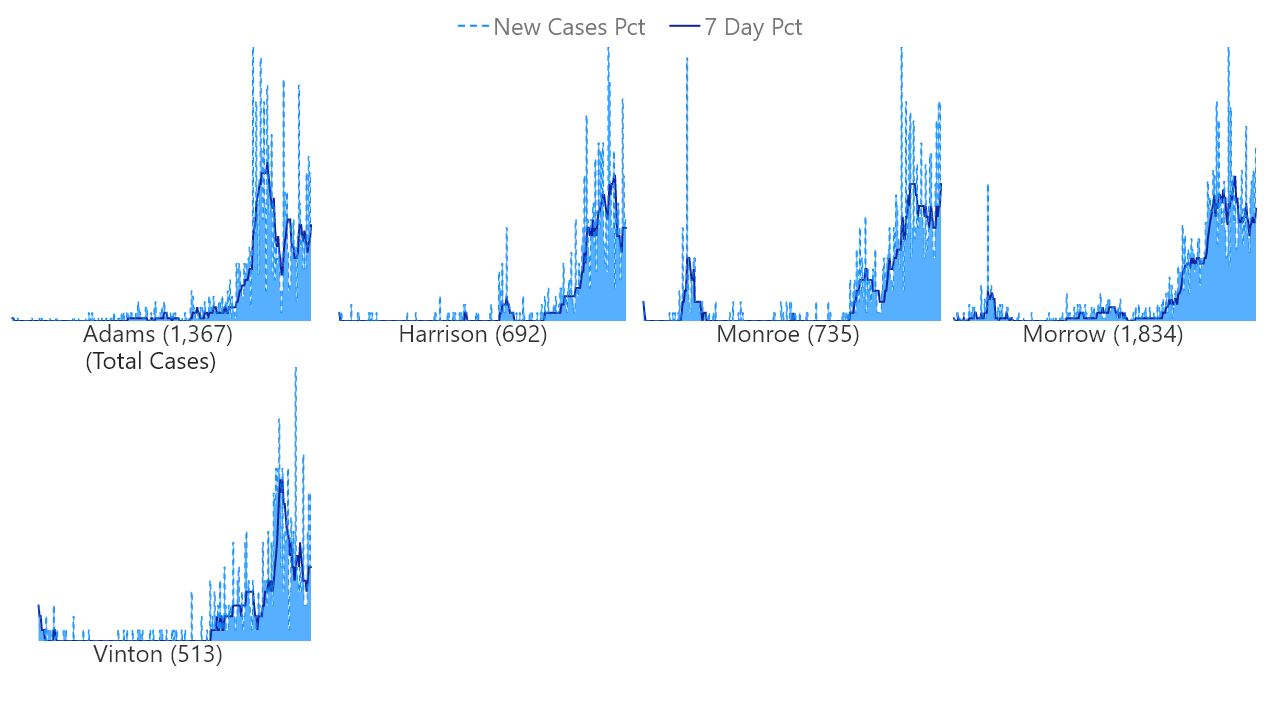 New Cases Pct 7 Day Pct
Adams (1,367)
(Total Cases)
Harrison (692)
Monroe (735)
Morrow (1,834)
Vinton (513)